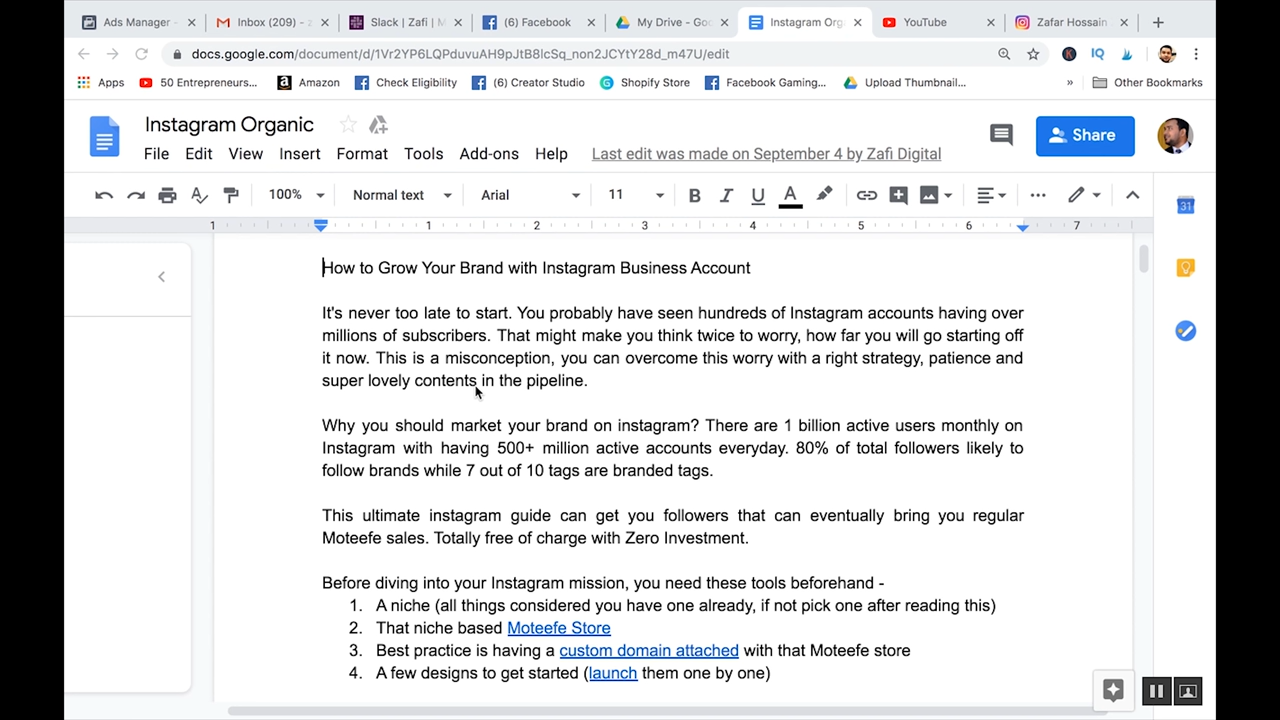 Ads Manager -
Inbox (209) - z
Slack | Zafi | M
(6) Facebook
My Drive - Goo
Instagram Org
YouTube
Zafar Hossain
docs.google.com/document/d/1Vr2YP6LQPduvuAH9pJtB8lcSq_non2JCYtY28d_m47U/edit
Apps
50 Entrepreneurs...
Amazon
Check Eligibility
(6) Creator Studio
Shopify Store
Facebook Gaming...
Upload Thumbnail...
»
Other Bookmarks
Instagram Organic
File Edit View Insert Format Tools Add-ons Help
Last edit was made on September 4 by Zafi Digital
Share
100% Normal text Arial 11 B I U A
31
1 1 2 3 4 5 6 7
How to Grow Your Brand with Instagram Business Account
It's never too late to start. You probably have seen hundreds of Instagram accounts having over
millions of subscribers. That might make you think twice to worry, how far you will go starting off
it now. This is a misconception, you can overcome this worry with a right strategy, patience and
super lovely contents in the pipeline.
Why you should market your brand on instagram? There are 1 billion active users monthly on
Instagram with having 500+ million active accounts everyday. 80% of total followers likely to
follow brands while 7 out of 10 tags are branded tags.
This ultimate instagram guide can get you followers that can eventually bring you regular
Moteefe sales. Totally free of charge with Zero Investment.
Before diving into your Instagram mission, you need these tools beforehand -
1. A niche (all things considered you have one already, if not pick one after reading this)
2. That niche based Moteefe Store
3. Best practice is having a custom domain attached with that Moteefe store
4. A few designs to get started (launch them one by one)